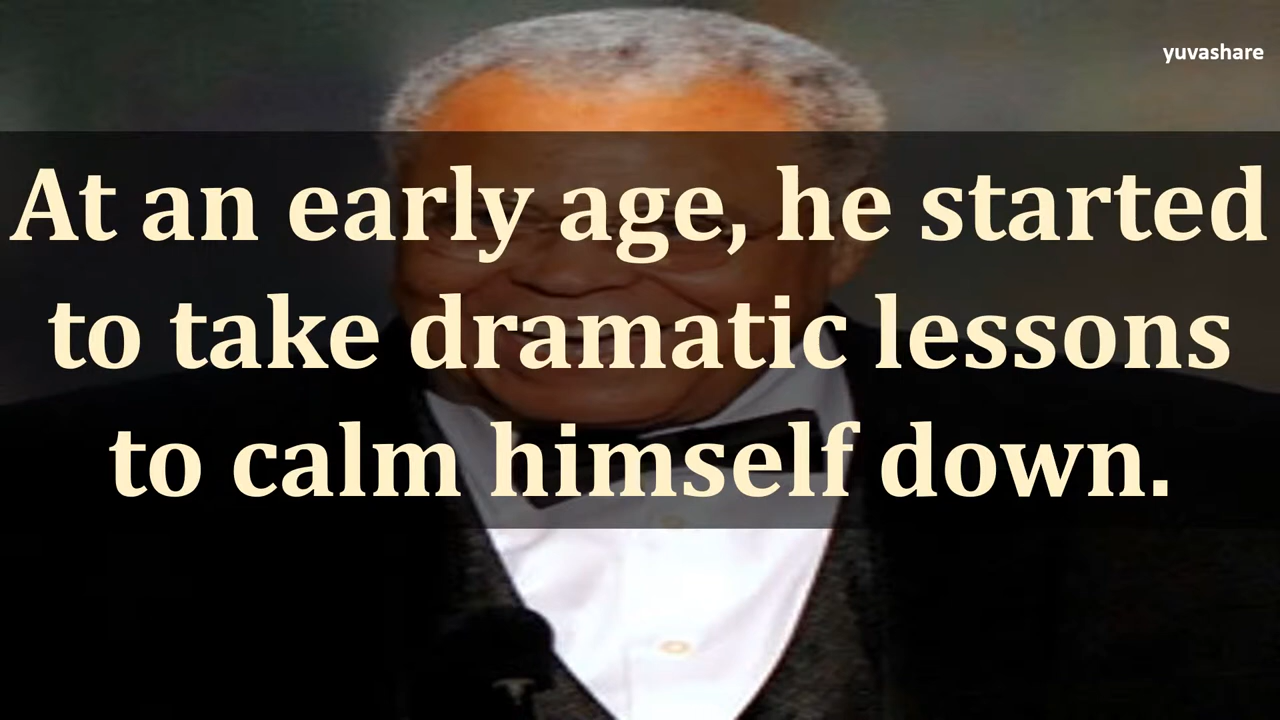 yuvashare
At an early age, he started
to take dramatic lessons
to calm himself down.